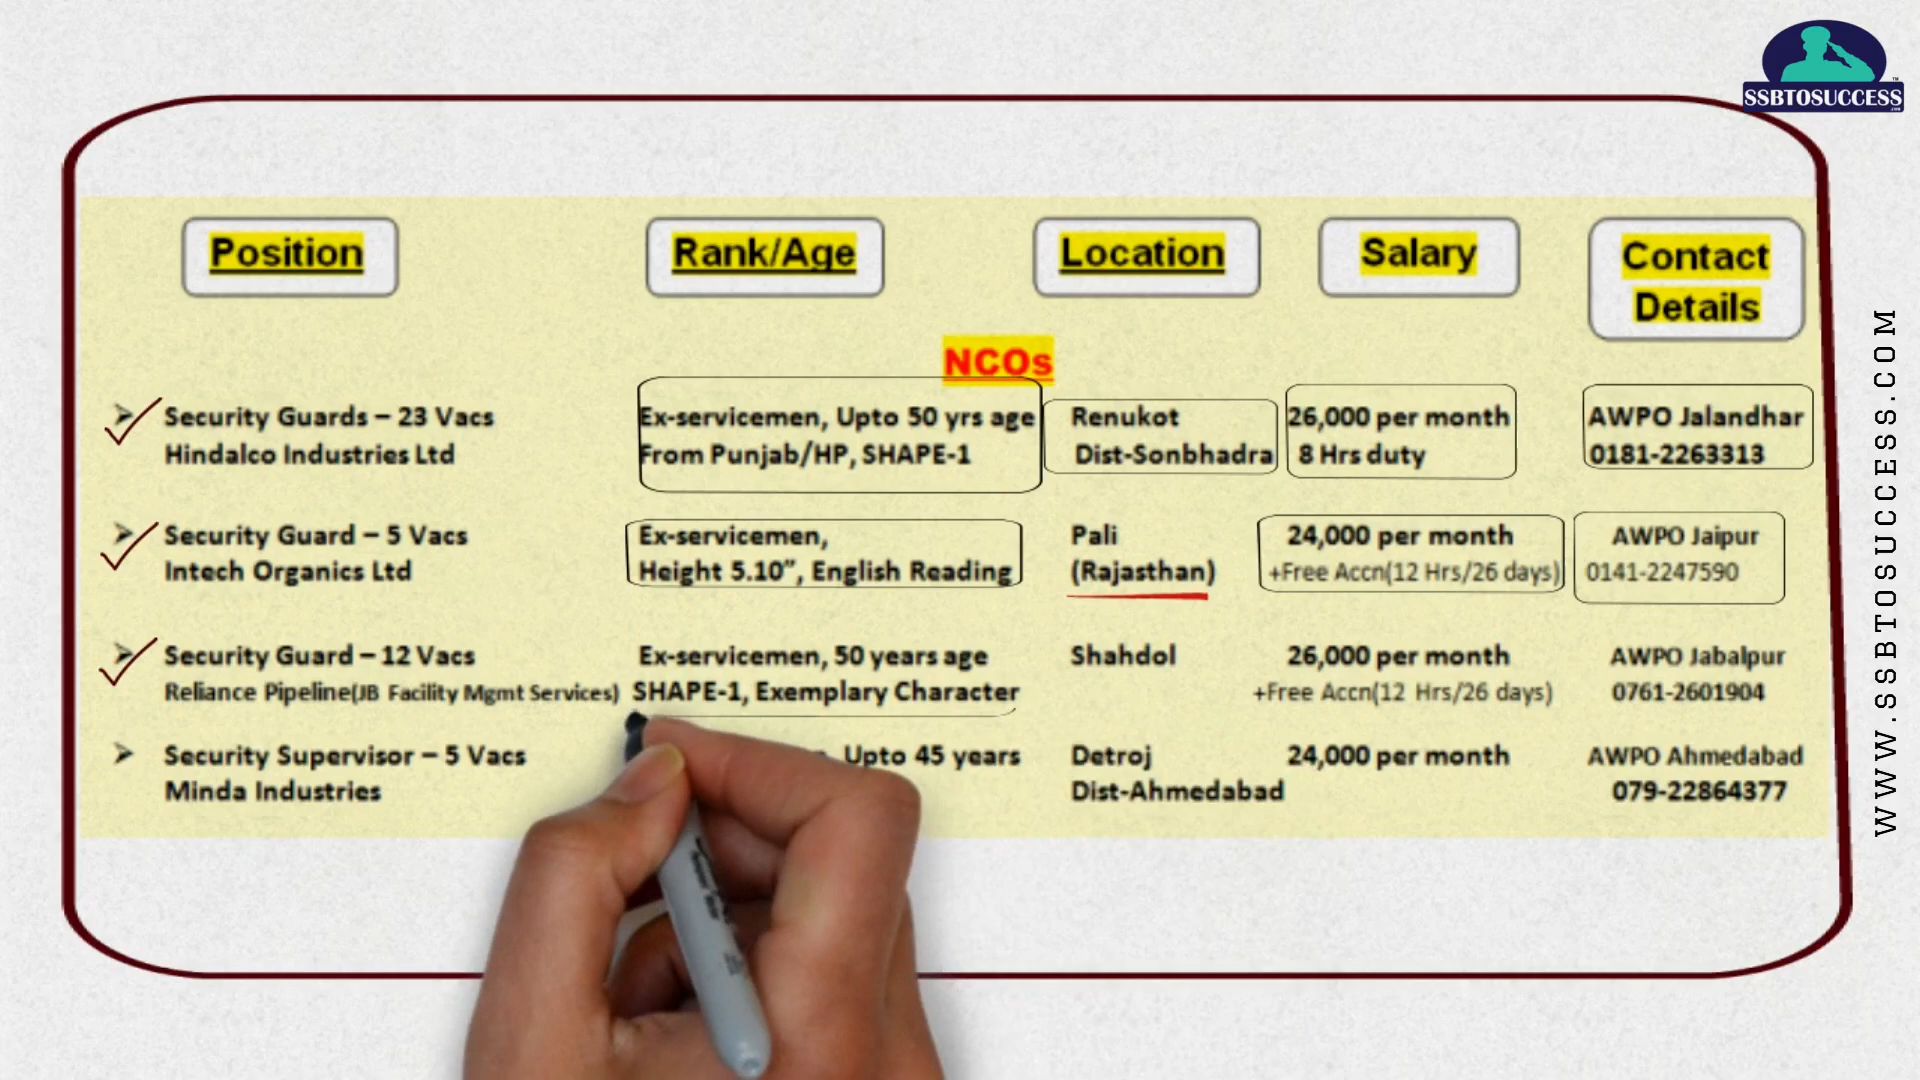 SSBTOSUCCESS
Position
Rank/Age
Location
Salary
Contact
Details
NCOs
➢ Security Guards – 23 Vacs Ex-servicemen, Upto 50 yrs age Renukot 26,000 per month AWPO Jalandhar
Hindalco Industries Ltd From Punjab/HP, SHAPE-1 Dist-Sonbhadra 8 Hrs duty 0181-2263313
➢ Security Guard – 5 Vacs Ex-servicemen, Pali 24,000 per month AWPO Jaipur
Intech Organics Ltd Height 5.10”, English Reading (Rajasthan) +Free Accn(12 Hrs/26 days) 0141-2247590
➢ Security Guard – 12 Vacs Ex-servicemen, 50 years age Shahdol 26,000 per month AWPO Jabalpur
Reliance Pipeline(JB Facility Mgmt Services) SHAPE-1, Exemplary Character +Free Accn(12 Hrs/26 days) 0761-2601904
➢ Security Supervisor – 5 Vacs Upto 45 years Detroj 24,000 per month AWPO Ahmedabad
Minda Industries Dist-Ahmedabad 079-22864377
WWW.SSBTOSUCCESS.COM